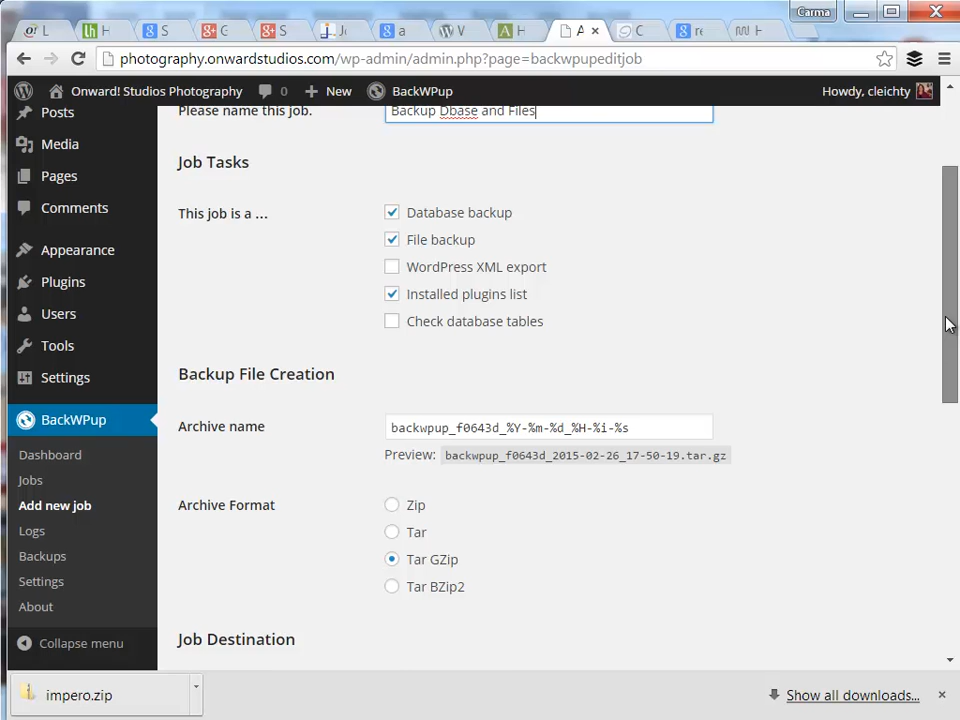 Carma
L
H
S
C
S
a
V
H
A
C
re
H
photography.onwardstudios.com/wp-admin/admin.php?page=backwpupeditjob
Onward! Studios Photography 0 New BackWPup Howdy, cleichty
Posts
Media
Pages
Comments
Appearance
Plugins
Users
Tools
Settings
BackWPup
Dashboard
Jobs
Add new job
Logs
Backups
Settings
About
Collapse menu
Please name this job. Backup Dbase and Files
Job Tasks
This job is a …
Database backup
File backup
WordPress XML export
Installed plugins list
Check database tables
Backup File Creation
Archive name backwpup_f0643d_%Y-%m-%d_%H-%i-%s
Preview: backwpup_f0643d_2015-02-26_17-50-19.tar.gz
Archive Format
Zip
Tar
Tar GZip
Tar BZip2
Job Destination
impero.zip
Show all downloads...